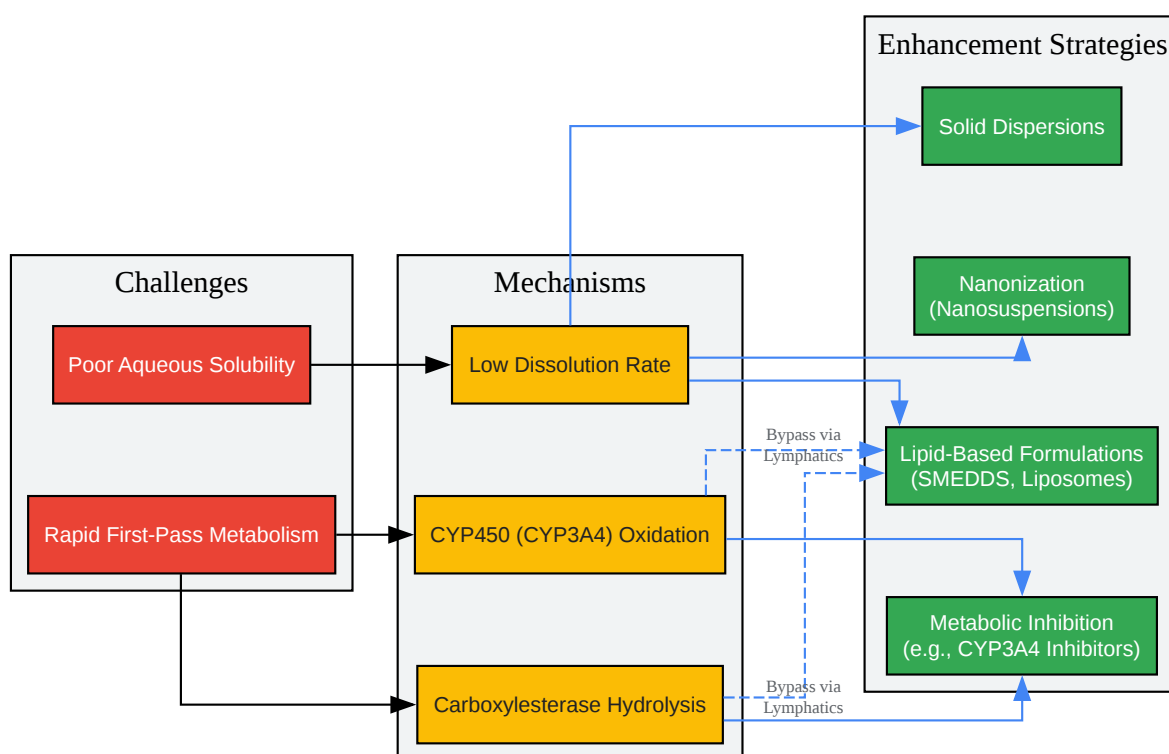 Enhancement Strategies
Solid Dispersions
Challenges
Mechanisms
Nanonization
(Nanosuspensions)
Poor Aqueous Solubility
Low Dissolution Rate
Bypass via
Lymphatics
Lipid-Based Formulations
(SMEDDS, Liposomes)
Rapid First-Pass Metabolism
CYP450 (CYP3A4) Oxidation
Metabolic Inhibition
(e.g., CYP3A4 Inhibitors)
Bypass via
Lymphatics
Carboxylesterase Hydrolysis